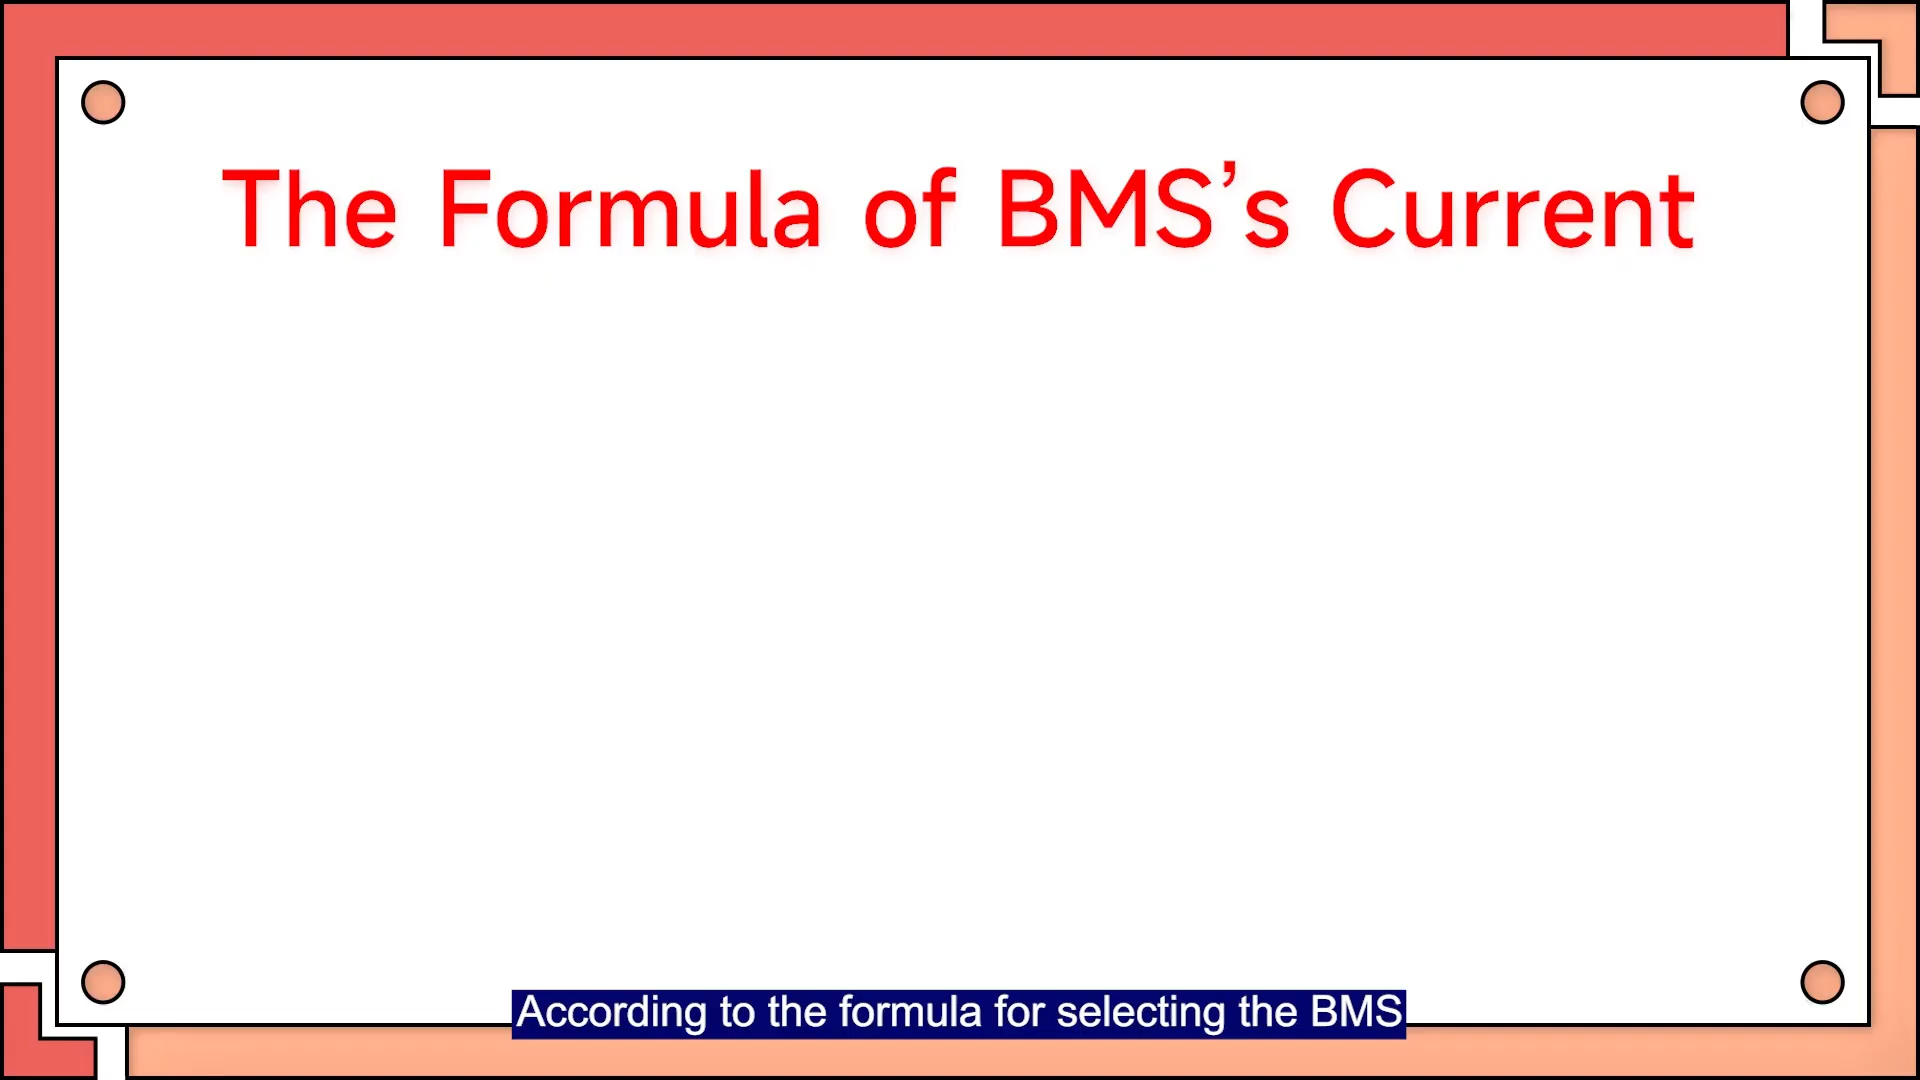 The Formula of BMS’s Current
According to the formula for selecting the BMS